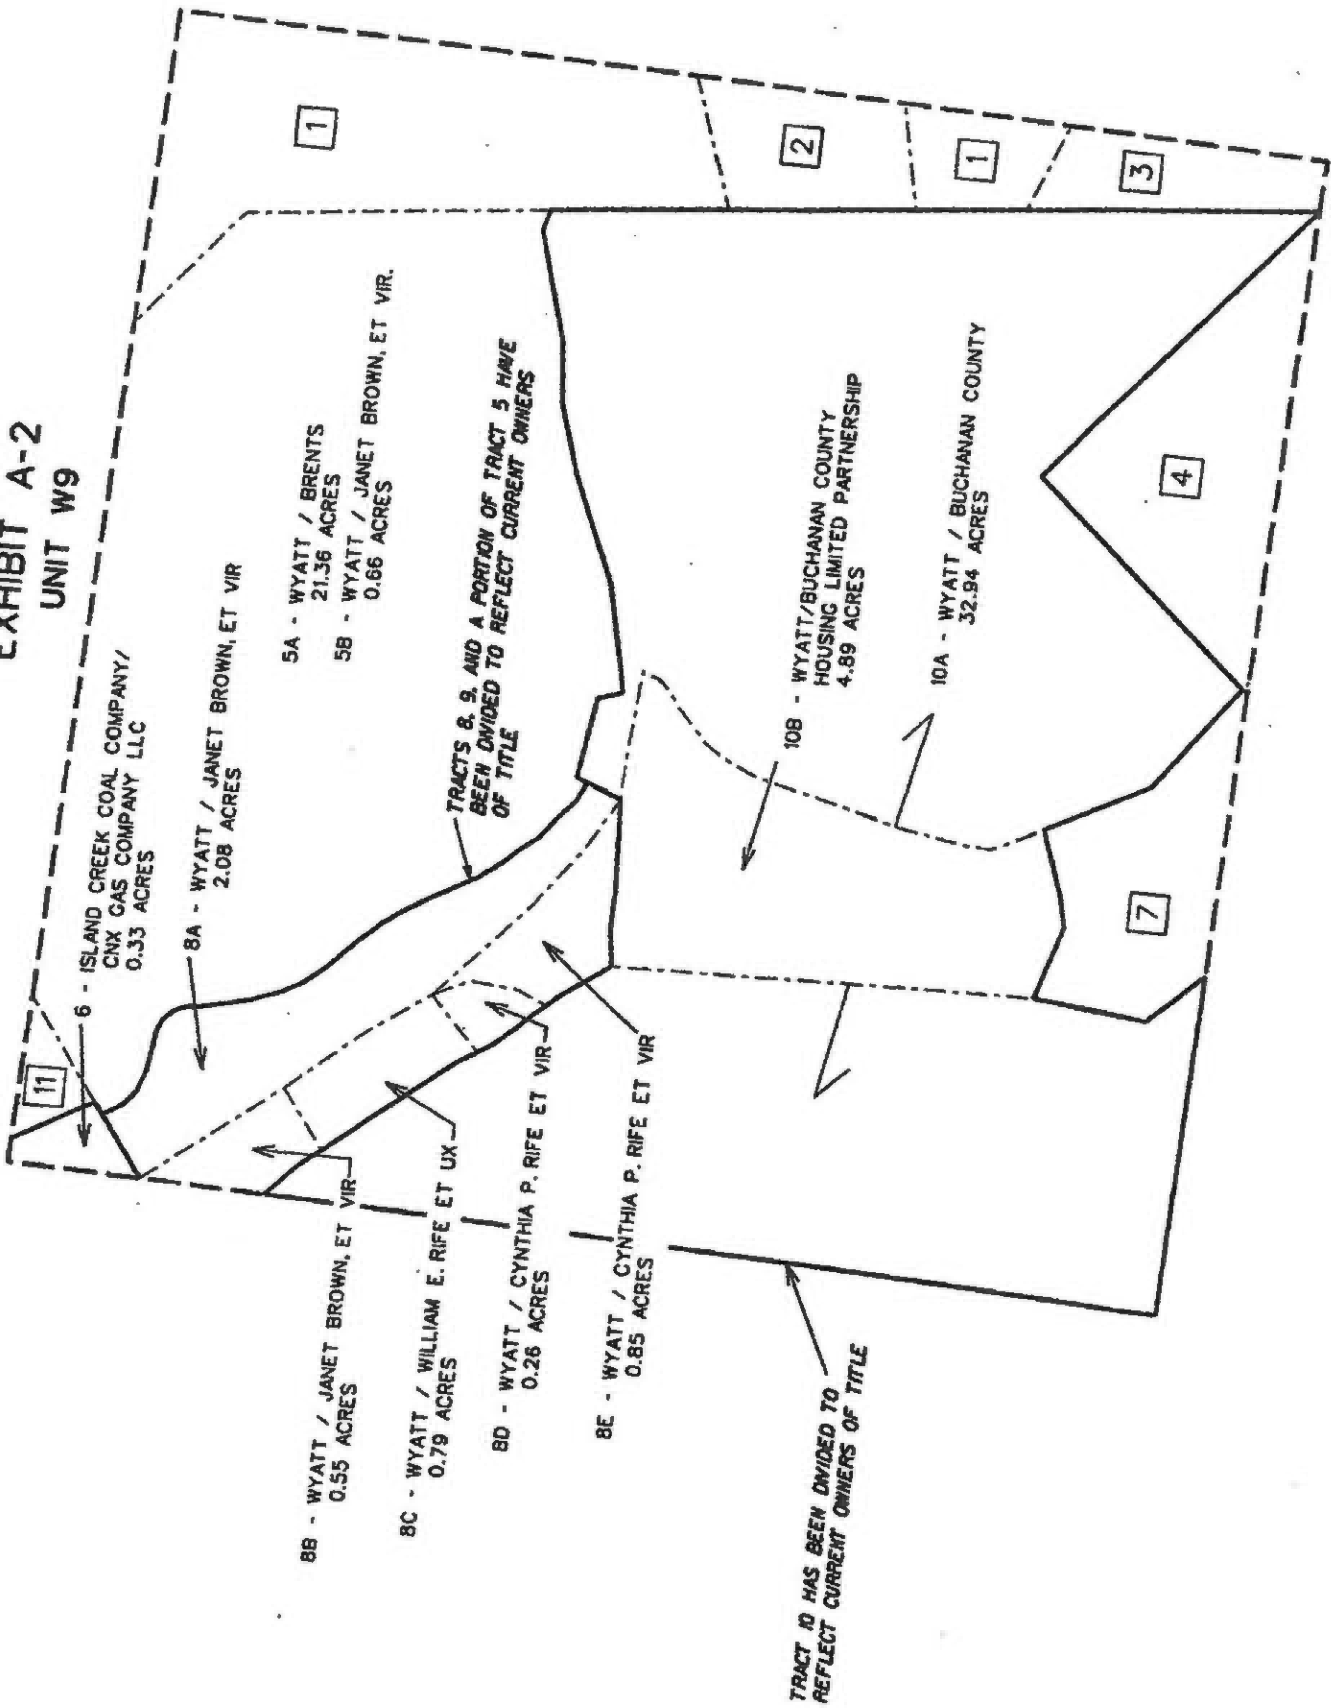 EXHIBIT A-2
UNIT W9
6 - ISLAND CREEK COAL COMPANY/
CNX GAS COMPANY LLC
0.33 ACRES
11
8A - WYATT / JANET BROWN, ET VIR
2.08 ACRES
1
5A - WYATT / BRENTS
21.36 ACRES
5B - WYATT / JANET BROWN, ET VIR.
0.66 ACRES
TRACTS 8, 9, AND A PORTION OF TRACT 5 HAVE
BEEN DIVIDED TO REFLECT CURRENT OWNERS
OF TITLE
8B - WYATT / JANET BROWN, ET VIR
0.55 ACRES
8C - WYATT / WILLIAM E. RIFE ET UX
0.79 ACRES
8D - WYATT / CYNTHIA P. RIFE ET VIR
0.26 ACRES
8E - WYATT / CYNTHIA P. RIFE ET VIR
0.85 ACRES
2
1
3
10B - WYATT/BUCHANAN COUNTY
HOUSING LIMITED PARTNERSHIP
4.89 ACRES
10A - WYATT / BUCHANAN COUNTY
32.94 ACRES
TRACT 10 HAS BEEN DIVIDED TO
REFLECT CURRENT OWNERS OF TITLE
7
4